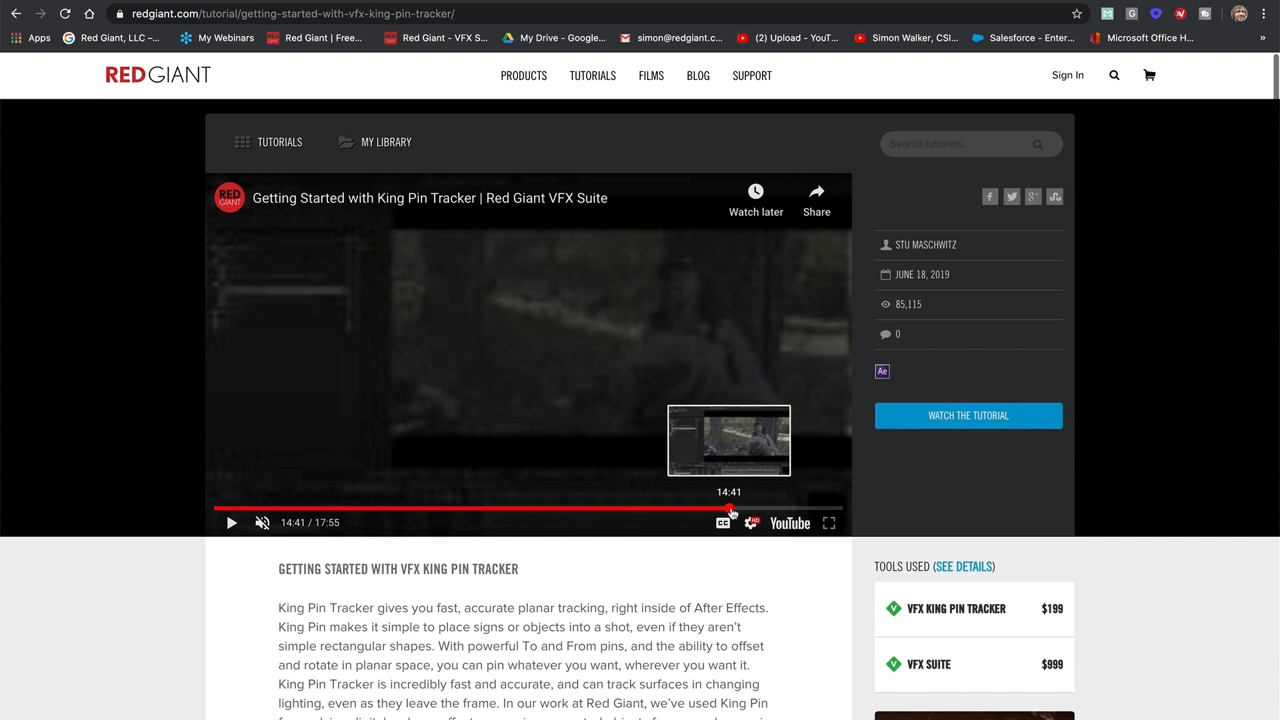 redgiant.com/tutorial/getting-started-with-vfx-king-pin-tracker/
Apps Red Giant, LLC –... My Webinars Red Giant | Free... Red Giant - VFX S... My Drive - Google... simon@redgiant.c... (2) Upload - YouT... Simon Walker, CSI... Salesforce - Enter... Microsoft Office H... »
REDGIANT PRODUCTS TUTORIALS FILMS BLOG SUPPORT Sign In
TUTORIALS MY LIBRARY Search tutorials...
RED GIANT
Getting Started with King Pin Tracker | Red Giant VFX Suite
Watch later Share
STU MASCHWITZ
JUNE 18, 2019
85,115
0
Ae
WATCH THE TUTORIAL
14:41
14:41 / 17:55 CC HD YouTube
GETTING STARTED WITH VFX KING PIN TRACKER
King Pin Tracker gives you fast, accurate planar tracking, right inside of After Effects.
King Pin makes it simple to place signs or objects into a shot, even if they aren't
simple rectangular shapes. With powerful To and From pins, and the ability to offset
and rotate in planar space, you can pin whatever you want, wherever you want it.
King Pin Tracker is incredibly fast and accurate, and can track surfaces in changing
lighting, even as they leave the frame. In our work at Red Giant, we've used King Pin
TOOLS USED (SEE DETAILS)
VFX KING PIN TRACKER $199
VFX SUITE $999